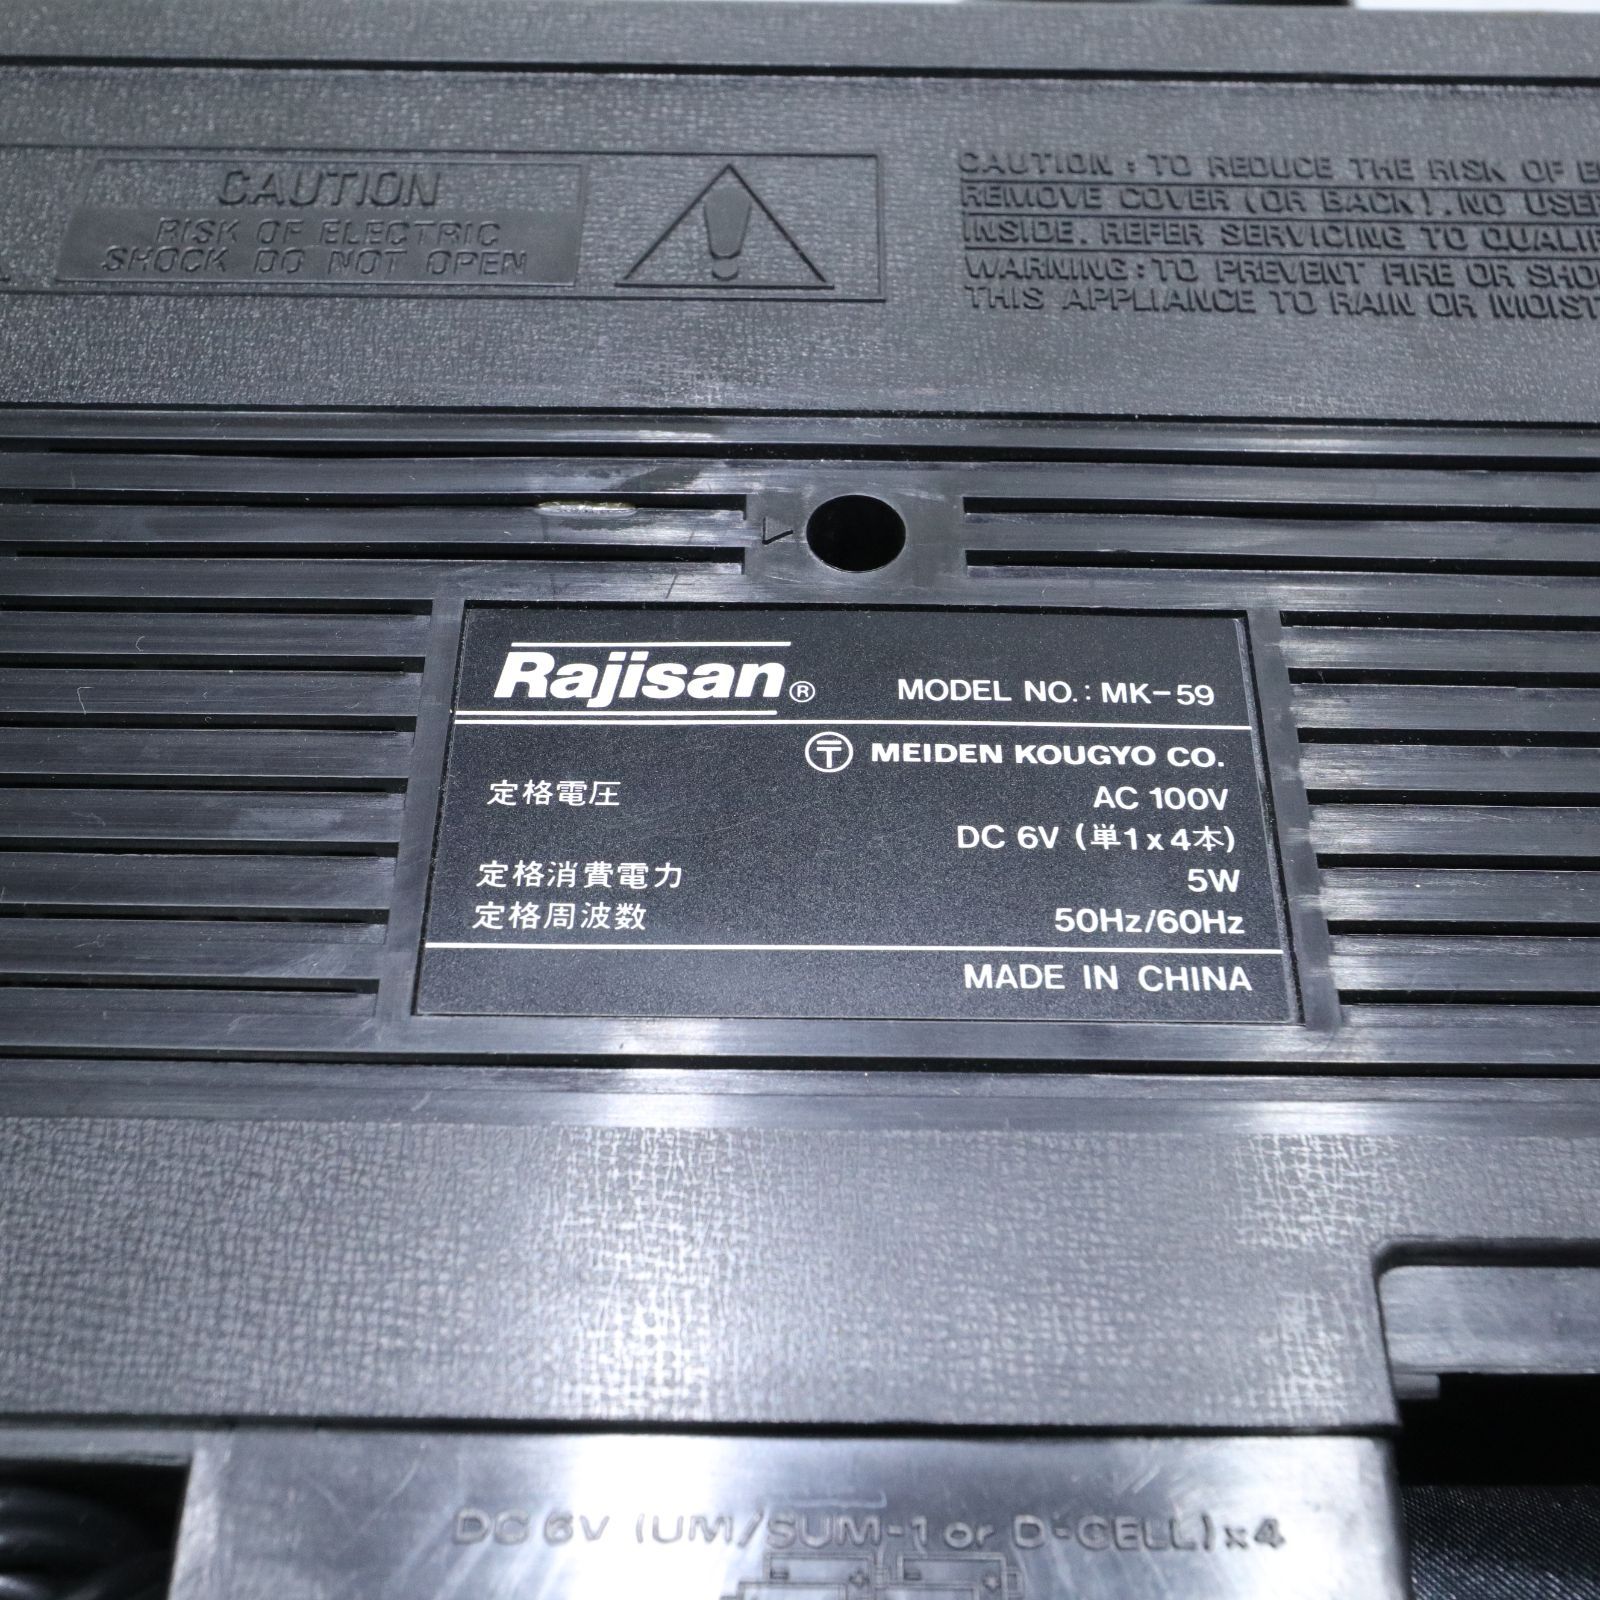 CAUTION
RISK OF ELECTRIC
SHOCK DO NOT OPEN
CAUTION : TO REDUCE THE RISK OF
REMOVE COVER (OR BACK). NO USER
INSIDE. REFER SERVICING TO
WARNING : TO PREVENT FIRE OR
THIS APPLIANCE TO RAIN OR
Rajisan® MODEL NO.: MK-59
〶 MEIDEN KOUGYO CO.
定格電圧 AC 100V
DC 6V (単1x4本)
定格消費電力 5W
定格周波数 50Hz/60Hz
MADE IN CHINA
DC 6V (UM/SUM-1 or D-CELL) x4